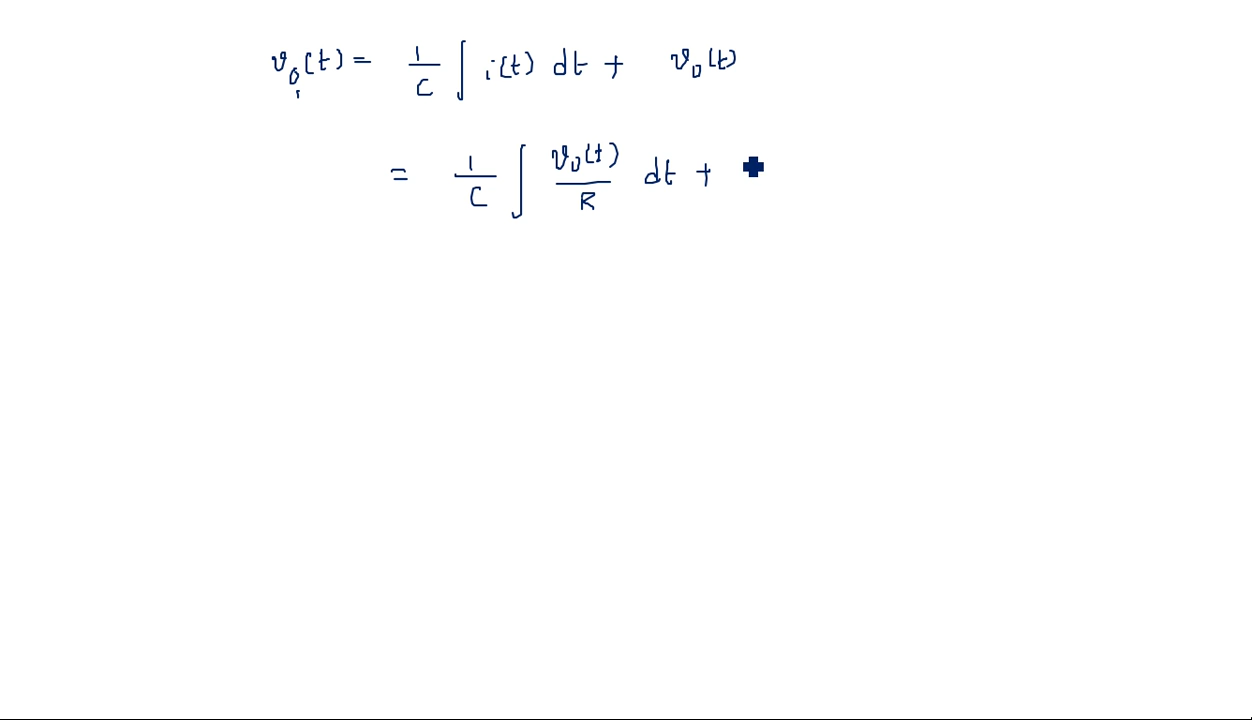 v₀(t) = 1/C ∫ i(t) dt + v₀(t)
= 1/C ∫ v₀(t)/R dt +